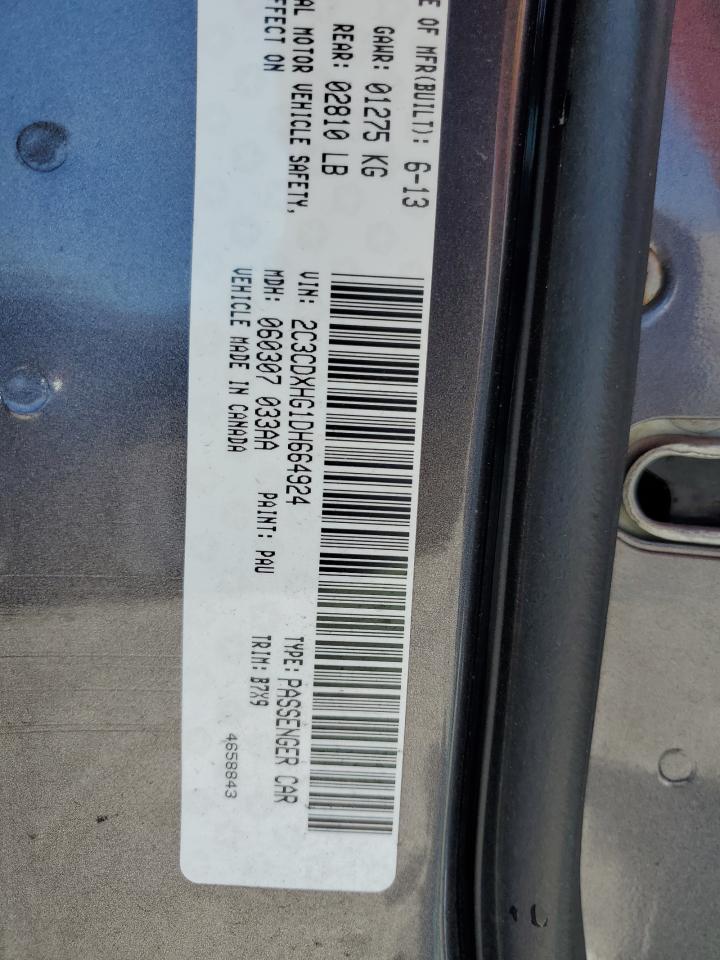 E OF MFR(BUILT): 6-13
GAWR: 01275 KG
REAR: 02810 LB
AL MOTOR VEHICLE SAFETY,
FFECT ON
VIN: 2C3CDXHG1DH664924
TYPE: PASSENGER CAR
MDH: 060307 033AA PAINT: PAU TRIM: B7X9
VEHICLE MADE IN CANADA
4658843